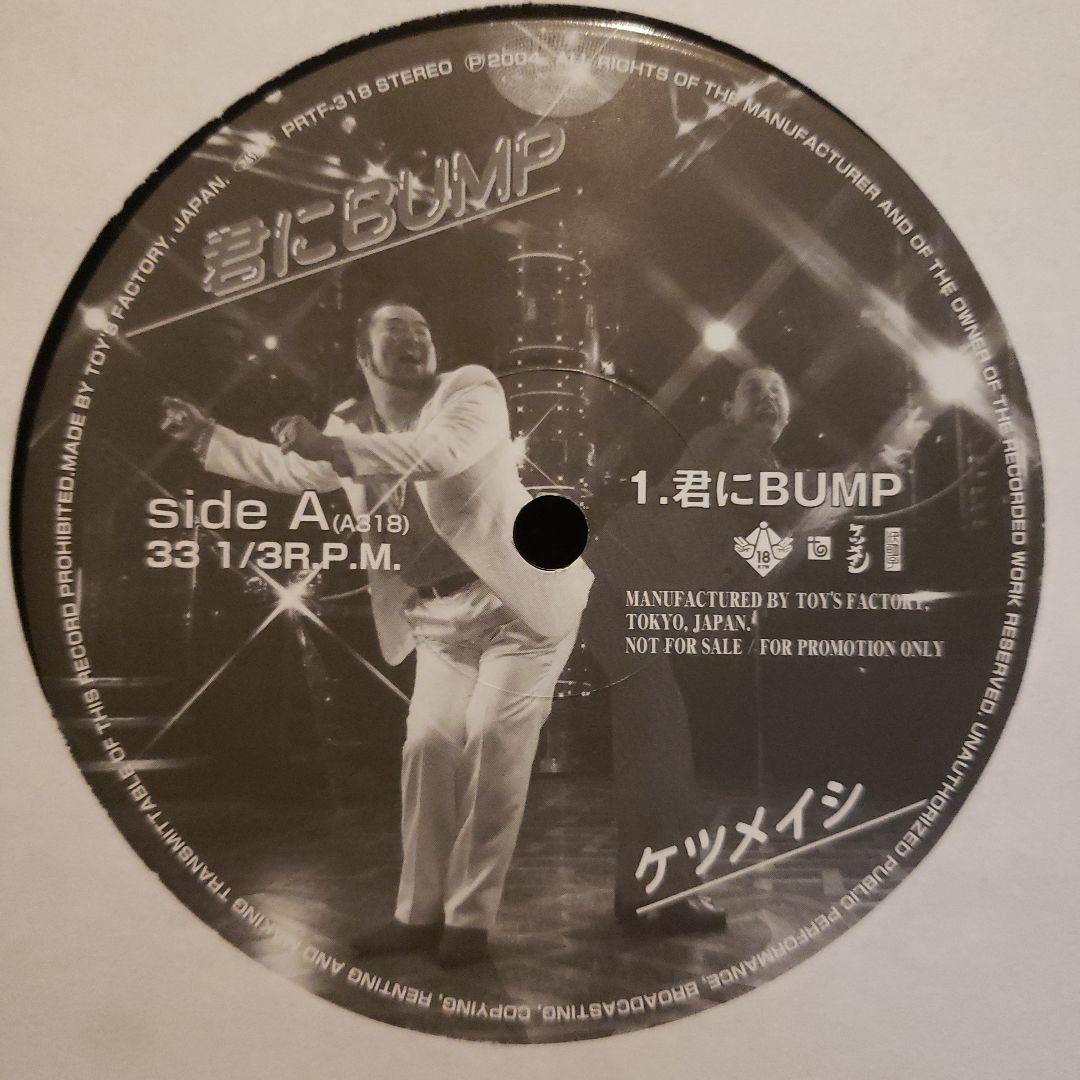 PRTF-318 STEREO Ⓟ2004 ALL RIGHTS OF THE MANUFACTURER AND OF THE OWNER OF THE RECORDED WORK RESERVED. UNAUTHORIZED PUBLIC PERFORMANCE, BROADCASTING, COPYING, RENTING AND MAKING TRANSMITTABLE OF THIS RECORD PROHIBITED. MADE BY TOY'S FACTORY, JAPAN.
君にBUMP
side A (A318)
33 1/3R.P.M.
1.君にBUMP
18
MANUFACTURED BY TOY'S FACTORY,
TOKYO, JAPAN.
NOT FOR SALE / FOR PROMOTION ONLY
ケツメイシ